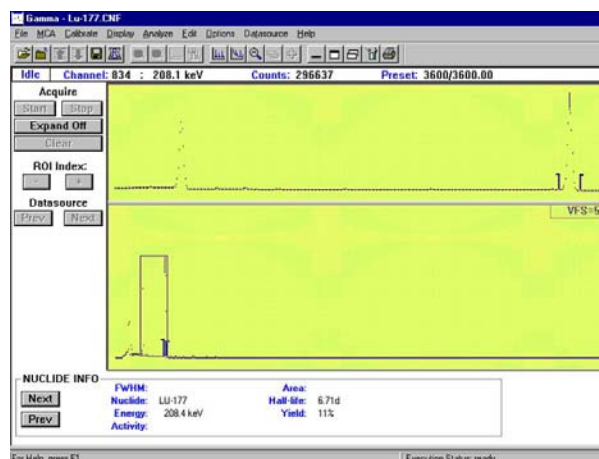 Gamma - Lu-177.CNF
File MCA Calibrate Display Analyze Edit Options Datasource Help
Idle Channel: 834 : 208.1 keV Counts: 296637 Preset: 3600/3600.00
Acquire
Start Stop
Expand Off
Clear
ROI Index:
- +
Datasource
Prev Next
VFS=
NUCLIDE INFO
FWHM: Area:
Next Nuclide: LU-177 Half-life: 6.71d
Energy: 208.4 keV Yield: 11%
Prev
Activity:
For Help, press F1 Execution Status: ready